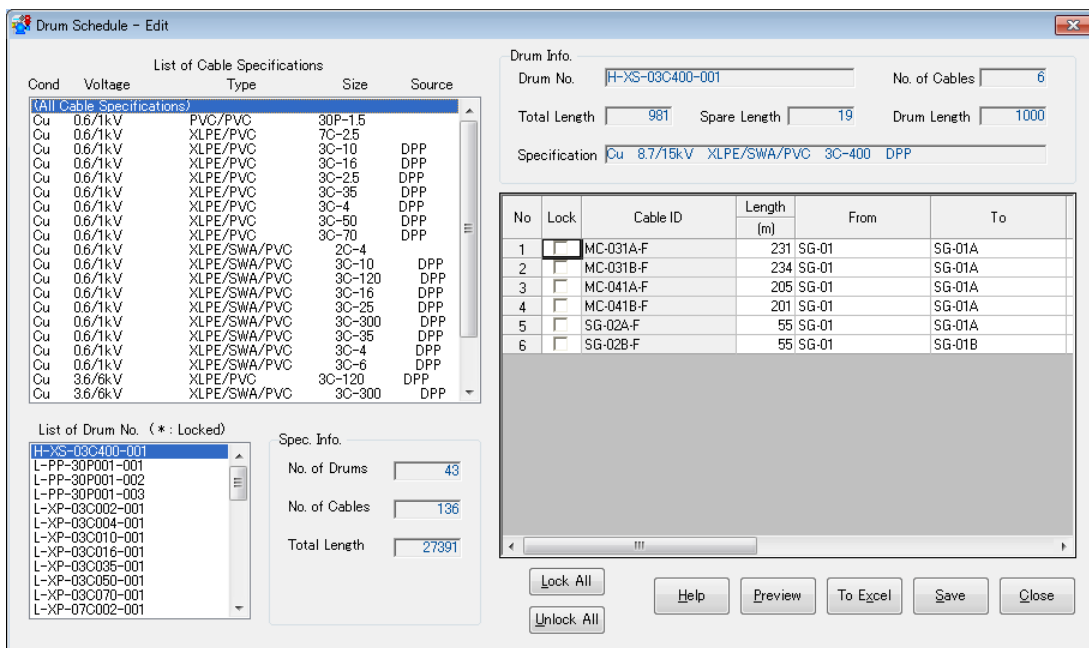 Drum Schedule - Edit
List of Cable Specifications
Cond Voltage Type Size Source
(All Cable Specifications)
Cu 0.6/1kV PVC/PVC 30P-1.5
Cu 0.6/1kV XLPE/PVC 7C-2.5
Cu 0.6/1kV XLPE/PVC 3C-10 DPP
Cu 0.6/1kV XLPE/PVC 3C-16 DPP
Cu 0.6/1kV XLPE/PVC 3C-2.5 DPP
Cu 0.6/1kV XLPE/PVC 3C-35 DPP
Cu 0.6/1kV XLPE/PVC 3C-4 DPP
Cu 0.6/1kV XLPE/PVC 3C-50 DPP
Cu 0.6/1kV XLPE/PVC 3C-70 DPP
Cu 0.6/1kV XLPE/SWA/PVC 2C-4
Cu 0.6/1kV XLPE/SWA/PVC 3C-10 DPP
Cu 0.6/1kV XLPE/SWA/PVC 3C-120 DPP
Cu 0.6/1kV XLPE/SWA/PVC 3C-16 DPP
Cu 0.6/1kV XLPE/SWA/PVC 3C-25 DPP
Cu 0.6/1kV XLPE/SWA/PVC 3C-300 DPP
Cu 0.6/1kV XLPE/SWA/PVC 3C-35 DPP
Cu 0.6/1kV XLPE/SWA/PVC 3C-4 DPP
Cu 0.6/1kV XLPE/SWA/PVC 3C-6 DPP
Cu 3.6/6kV XLPE/PVC 3C-120 DPP
Cu 3.6/6kV XLPE/SWA/PVC 3C-300 DPP
List of Drum No. (*: Locked)
H-XS-03C400-001
L-PP-30P001-001
L-PP-30P001-002
L-PP-30P001-003
L-XP-03C002-001
L-XP-03C004-001
L-XP-03C010-001
L-XP-03C016-001
L-XP-03C035-001
L-XP-03C050-001
L-XP-03C070-001
L-XP-07C002-001
Spec. Info.
No. of Drums 43
No. of Cables 136
Total Length 27391
Drum Info.
Drum No. H-XS-03C400-001 No. of Cables 6
Total Length 981 Spare Length 19 Drum Length 1000
Specification Cu 8.7/15kV XLPE/SWA/PVC 3C-400 DPP
No Lock Cable ID Length (m) From To
1 MC-031A-F 231 SG-01 SG-01A
2 MC-031B-F 234 SG-01 SG-01A
3 MC-041A-F 205 SG-01 SG-01A
4 MC-041B-F 201 SG-01 SG-01A
5 SG-02A-F 55 SG-01 SG-01A
6 SG-02B-F 55 SG-01 SG-01B
Lock All
Unlock All
Help Preview To Excel Save Close